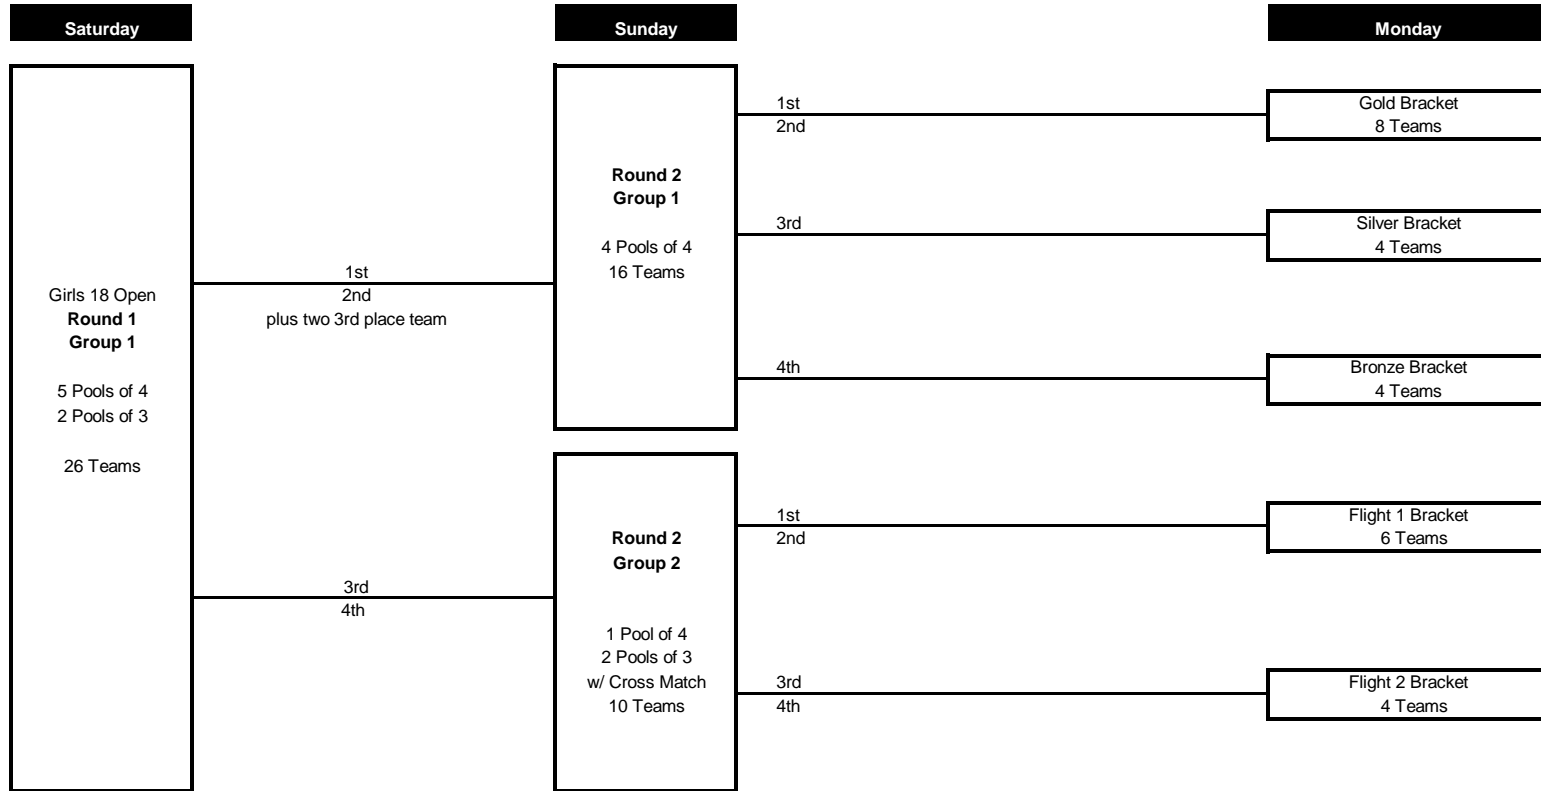 Saturday
Sunday
Monday
Girls 18 Open
Round 1
Group 1
5 Pools of 4
2 Pools of 3
26 Teams
1st
2nd
plus two 3rd place team
3rd
4th
Round 2
Group 1
4 Pools of 4
16 Teams
Round 2
Group 2
1 Pool of 4
2 Pools of 3
w/ Cross Match
10 Teams
1st
2nd
3rd
4th
1st
2nd
3rd
4th
Gold Bracket
8 Teams
Silver Bracket
4 Teams
Bronze Bracket
4 Teams
Flight 1 Bracket
6 Teams
Flight 2 Bracket
4 Teams